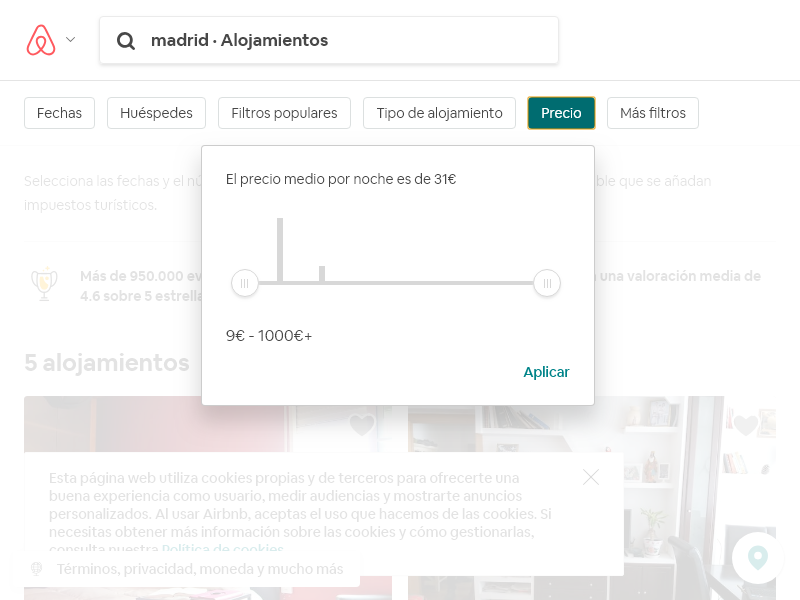 madrid · Alojamientos
Fechas
Huéspedes
Filtros populares
Tipo de alojamiento
Precio
Más filtros
El precio medio por noche es de 31€
9€ - 1000€+
Aplicar
Selecciona las fechas y el nú
ble que se añadan
impuestos turísticos.
Más de 950.000 ev
una valoración media de
4.6 sobre 5 estrella
5 alojamientos
Esta página web utiliza cookies propias y de terceros para ofrecerte una
buena experiencia como usuario, medir audiencias y mostrarte anuncios
personalizados. Al usar Airbnb, aceptas el uso que hacemos de las cookies. Si
necesitas obtener más información sobre las cookies y cómo gestionarlas,
consulta nuestra Política de cookies
Términos, privacidad, moneda y mucho más